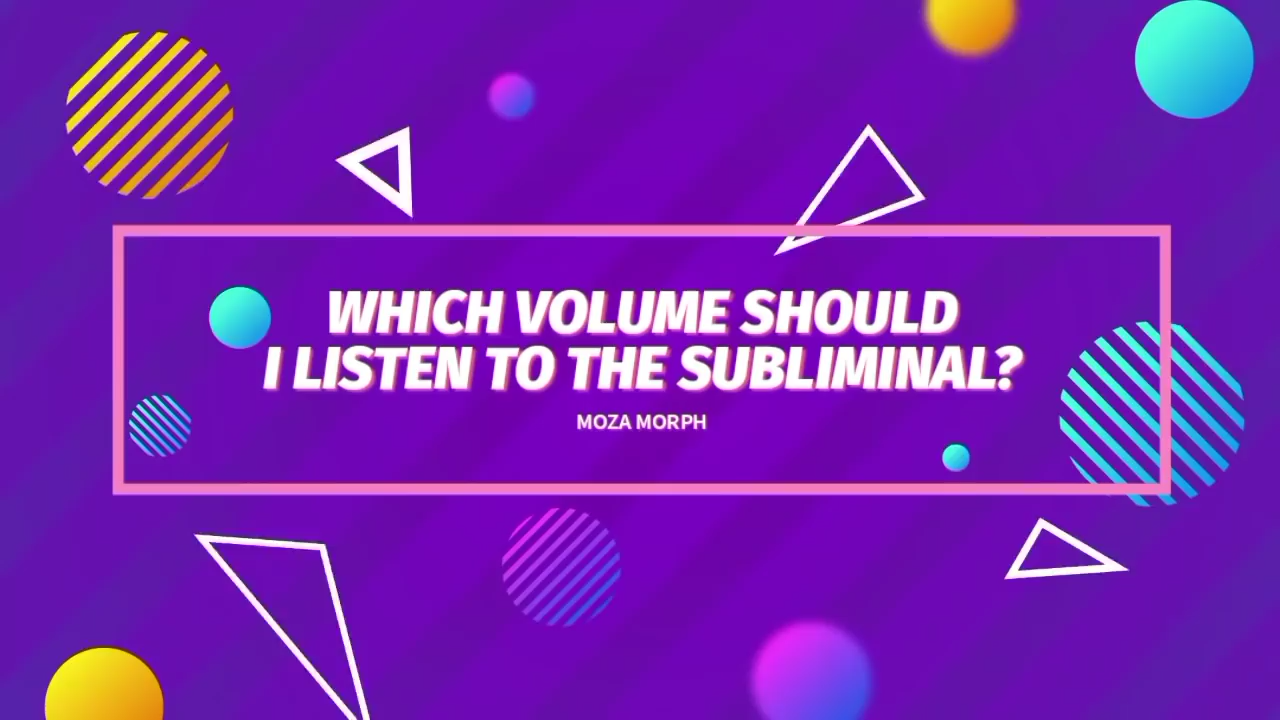 WHICH VOLUME SHOULD
I LISTEN TO THE SUBLIMINAL?
MOZA MORPH